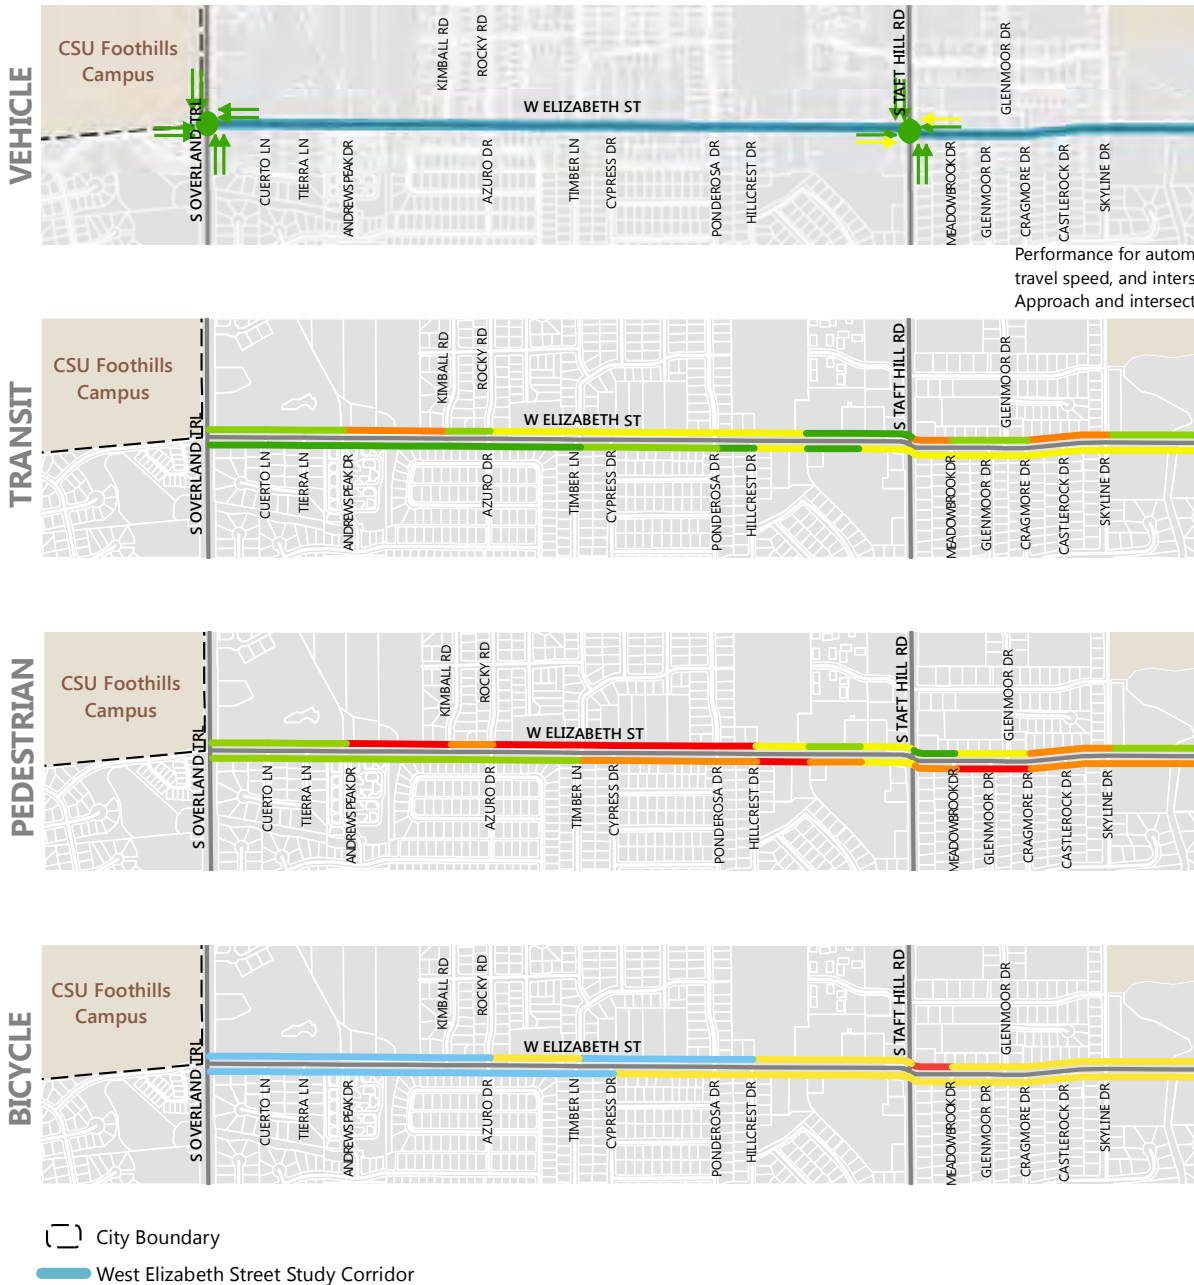 VEHICLE
CSU Foothills
Campus
KIMBALL RD
ROCKY RD
S TAFT HILL RD
GLENMOOR DR
W ELIZABETH ST
S OVERLAND TRL
CUERTO LN
TIERRA LN
ANDREWS PEAK DR
AZURO DR
TIMBER LN
CYPRESS DR
PONDEROSA DR
HILLCREST DR
MEADOWBROOK DR
GLENMOOR DR
CRAGMORE DR
CASTLEROCK DR
SKYLINE DR
Performance for autom
travel speed, and inters
Approach and intersect
TRANSIT
CSU Foothills
Campus
KIMBALL RD
ROCKY RD
S TAFT HILL RD
GLENMOOR DR
W ELIZABETH ST
S OVERLAND TRL
CUERTO LN
TIERRA LN
ANDREWS PEAK DR
AZURO DR
TIMBER LN
CYPRESS DR
PONDEROSA DR
HILLCREST DR
MEADOWBROOK DR
GLENMOOR DR
CRAGMORE DR
CASTLEROCK DR
SKYLINE DR
PEDESTRIAN
CSU Foothills
Campus
KIMBALL RD
ROCKY RD
S TAFT HILL RD
GLENMOOR DR
W ELIZABETH ST
S OVERLAND TRL
CUERTO LN
TIERRA LN
ANDREWS PEAK DR
AZURO DR
TIMBER LN
CYPRESS DR
PONDEROSA DR
HILLCREST DR
MEADOWBROOK DR
GLENMOOR DR
CRAGMORE DR
CASTLEROCK DR
SKYLINE DR
BICYCLE
CSU Foothills
Campus
KIMBALL RD
ROCKY RD
S TAFT HILL RD
GLENMOOR DR
W ELIZABETH ST
S OVERLAND TRL
CUERTO LN
TIERRA LN
ANDREWS PEAK DR
AZURO DR
TIMBER LN
CYPRESS DR
PONDEROSA DR
HILLCREST DR
MEADOWBROOK DR
GLENMOOR DR
CRAGMORE DR
CASTLEROCK DR
SKYLINE DR
City Boundary
West Elizabeth Street Study Corridor